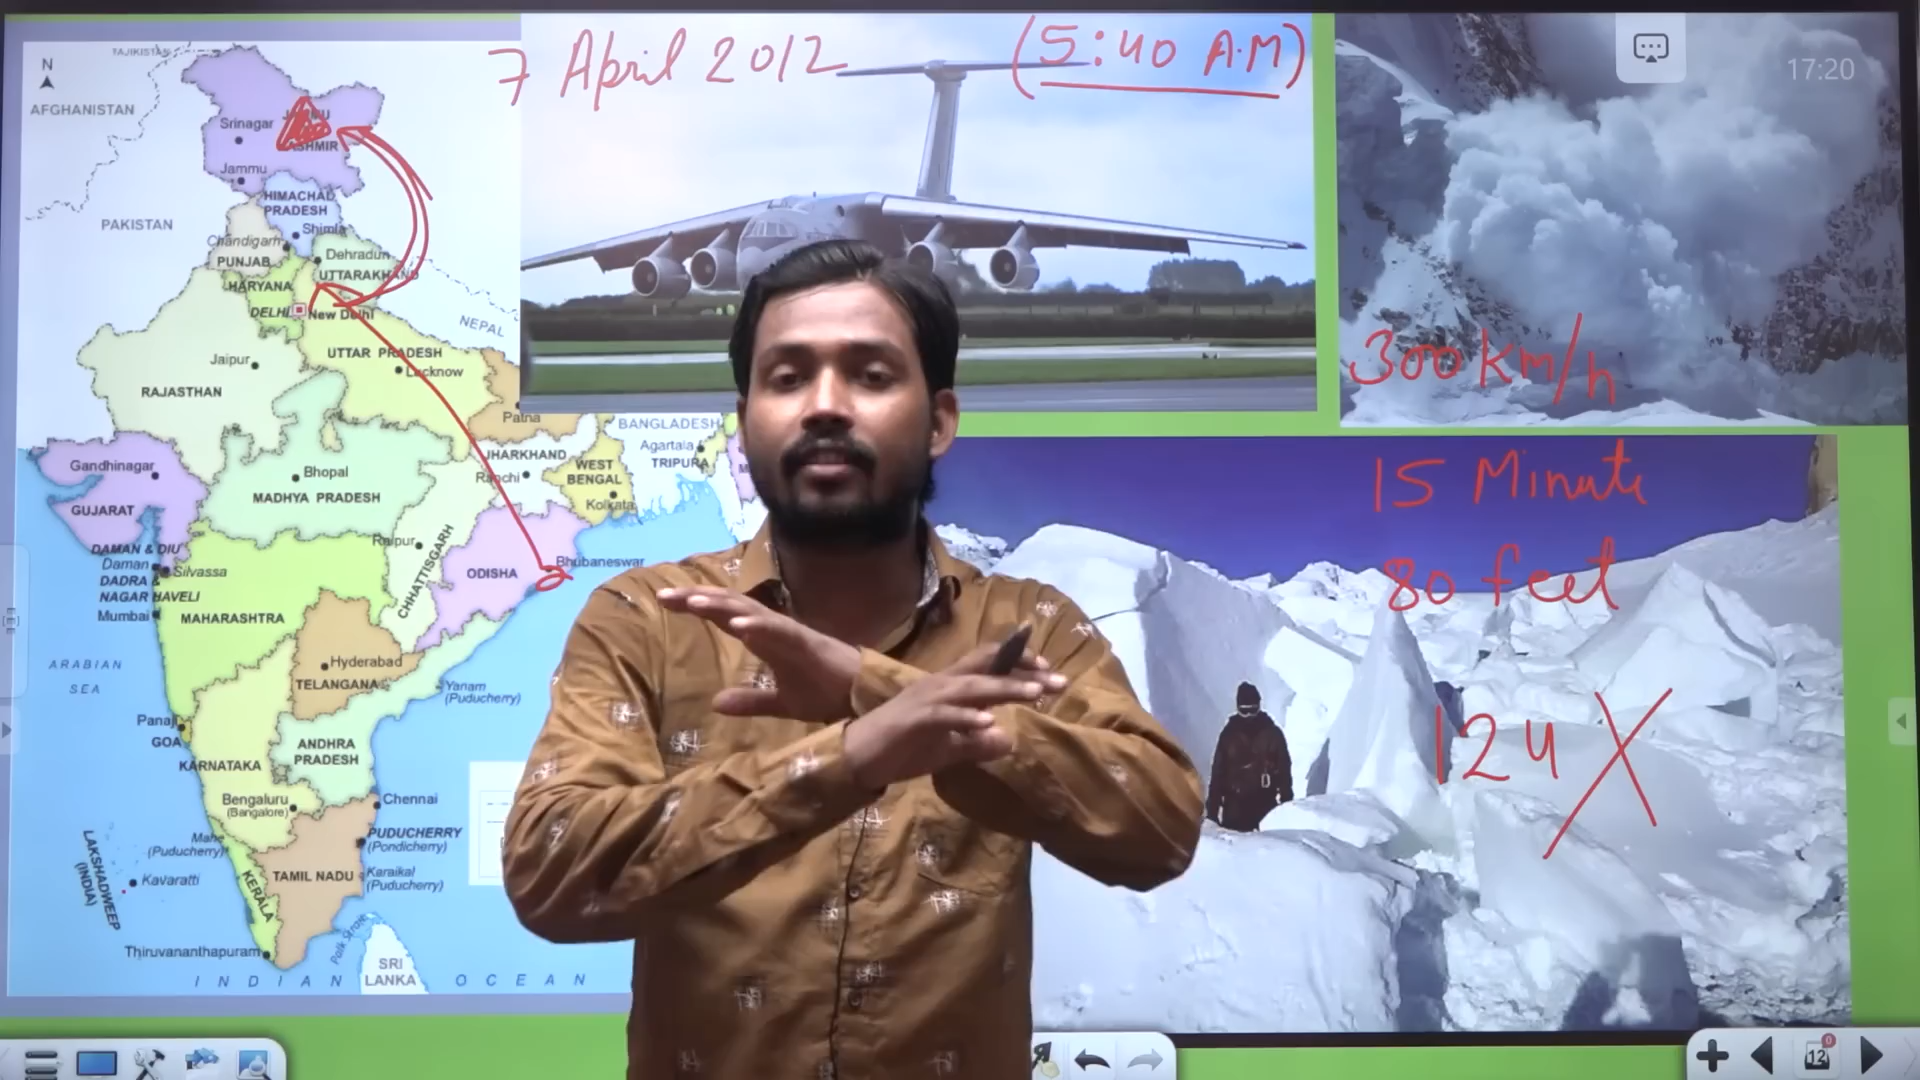 7 April 2012
(5:40 A.M)
17:20
300 km/h
15 Minute
80 feet
124
TAJIKISTAN
N
AFGHANISTAN
Srinagar
JAMMU
KASHMIR
Jammu
HIMACHAL
PRADESH
PAKISTAN
Shimla
Chandigarh
Dehradun
PUNJAB
UTTARAKHAND
HARYANA
DELHI
New Delhi
NEPAL
UTTAR PRADESH
Jaipur
Lucknow
RAJASTHAN
Patna
BANGLADESH
Agartala
TRIPURA
M
JHARKHAND
Ranchi
WEST
BENGAL
Kolkata
Gandhinagar
Bhopal
MADHYA PRADESH
GUJARAT
CHHATTISGARH
Raipur
DAMAN & DIU
Daman
Silvassa
DADRA &
NAGAR HAVELI
Mumbai
MAHARASHTRA
ODISHA
Bhubaneswar
ARABIAN
SEA
Hyderabad
TELANGANA
Yanam
(Puducherry)
Panaji
GOA
KARNATAKA
ANDHRA
PRADESH
Bengaluru
(Bangalore)
Chennai
Mahe
(Puducherry)
PUDUCHERRY
(Pondicherry)
LAKSHADWEEP
(INDIA)
Kavaratti
KERALA
TAMIL NADU
Karaikal
(Puducherry)
Thiruvananthapuram
Palk Strait
SRI
LANKA
INDIAN OCEAN
12
0